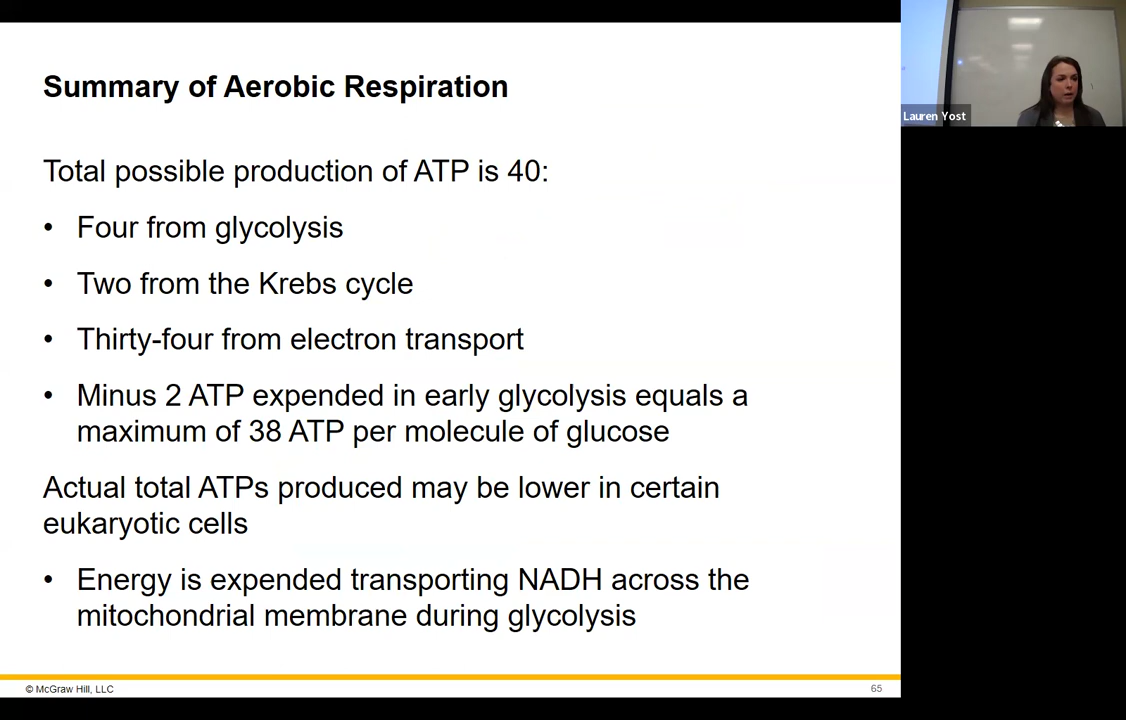 Summary of Aerobic Respiration
Lauren Yost
Total possible production of ATP is 40:
• Four from glycolysis
• Two from the Krebs cycle
• Thirty-four from electron transport
• Minus 2 ATP expended in early glycolysis equals a
maximum of 38 ATP per molecule of glucose
Actual total ATPs produced may be lower in certain
eukaryotic cells
• Energy is expended transporting NADH across the
mitochondrial membrane during glycolysis
© McGraw Hill, LLC
65